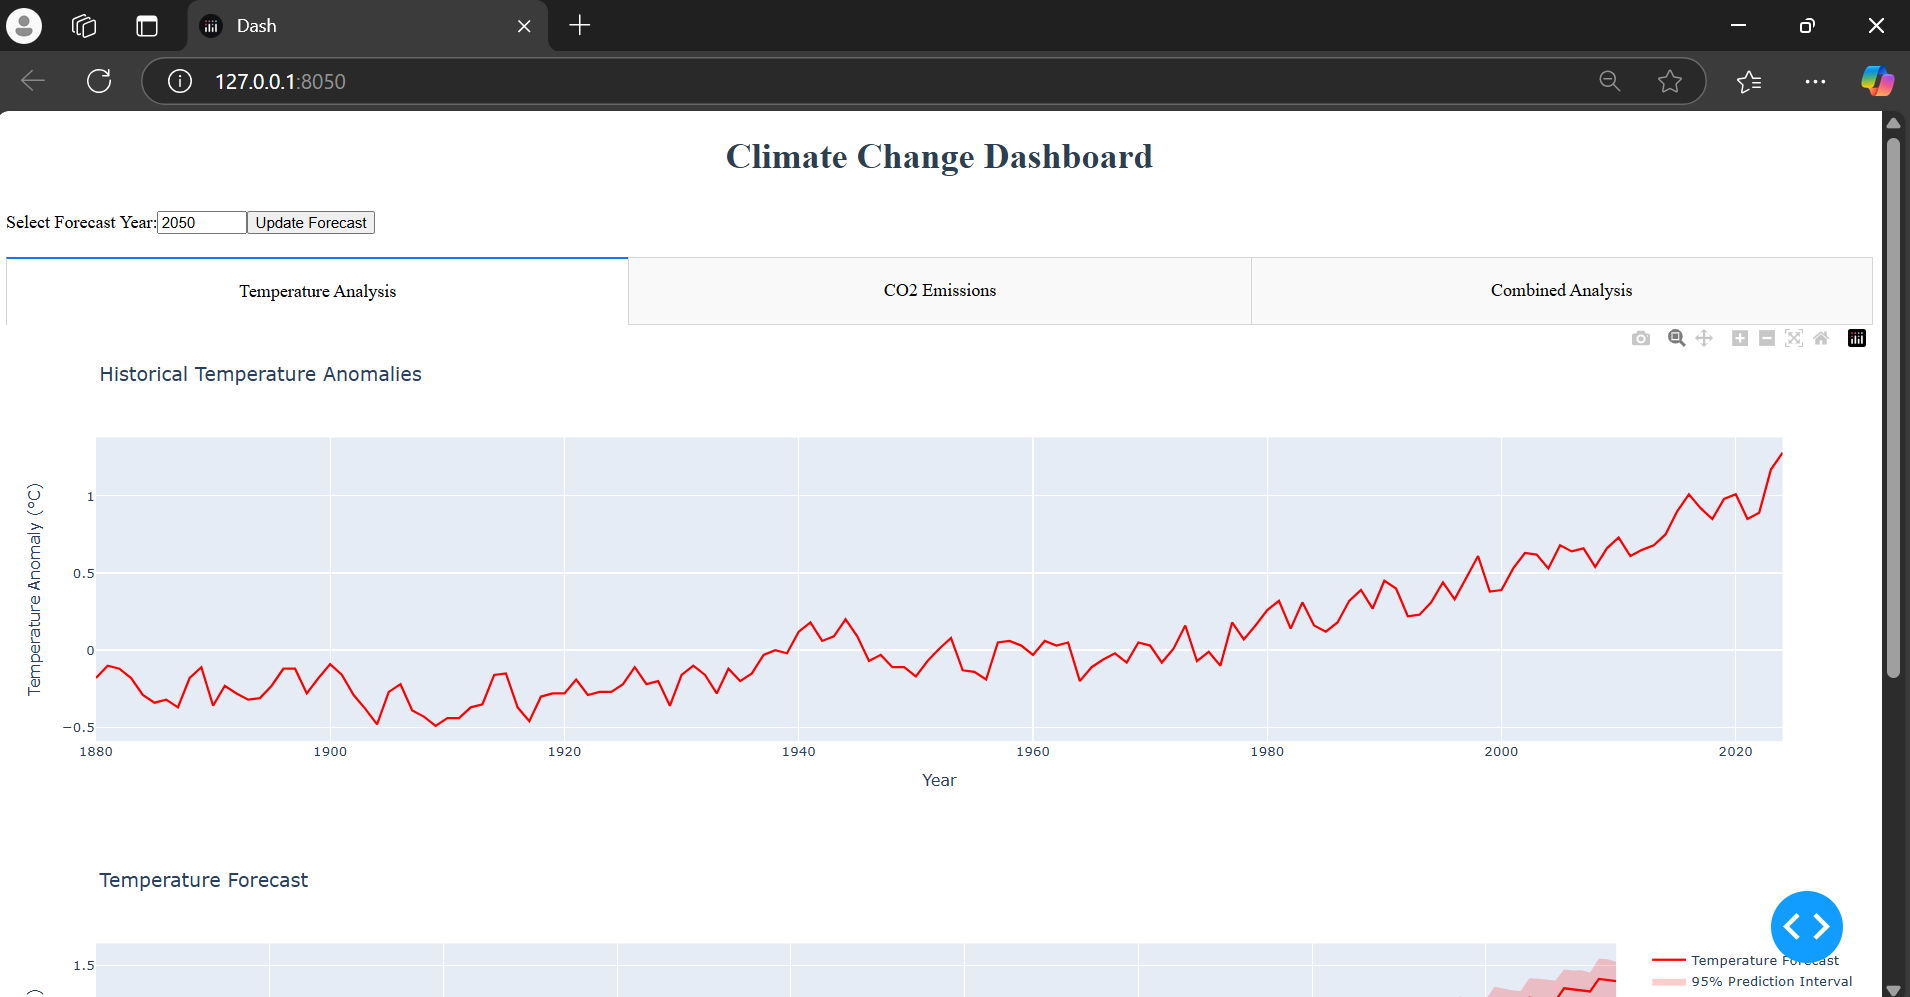 Dash
127.0.0.1:8050
Climate Change Dashboard
Select Forecast Year: 2050 Update Forecast
Temperature Analysis CO2 Emissions Combined Analysis
Historical Temperature Anomalies
Temperature Anomaly (°C)
1
0.5
0
−0.5
1880 1900 1920 1940 1960 1980 2000 2020
Year
Temperature Forecast
1.5
)
Temperature Forecast
95% Prediction Interval